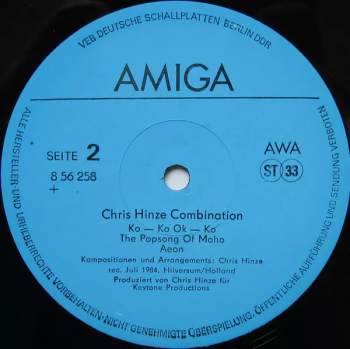 VEB DEUTSCHE SCHALLPLATTEN BERLIN DDR
AMIGA
SEITE 2
8 56 258
+
AWA
ST 33
Chris Hinze Combination
Ko — Ko Ok — Ko
The Popsong Of Moha
Aeon
Kompositionen und Arrangements: Chris Hinze
rec. Juli 1984, Hilversum/Holland
Produziert von Chris Hinze für
Keytone Productions
ALLE HERSTELLER- UND URHEBERRECHTE VORBEHALTEN · NICHT GENEHMIGTE ÜBERSPIELUNG, ÖFFENTLICHE AUFFÜHRUNG UND SENDUNG VERBOTEN